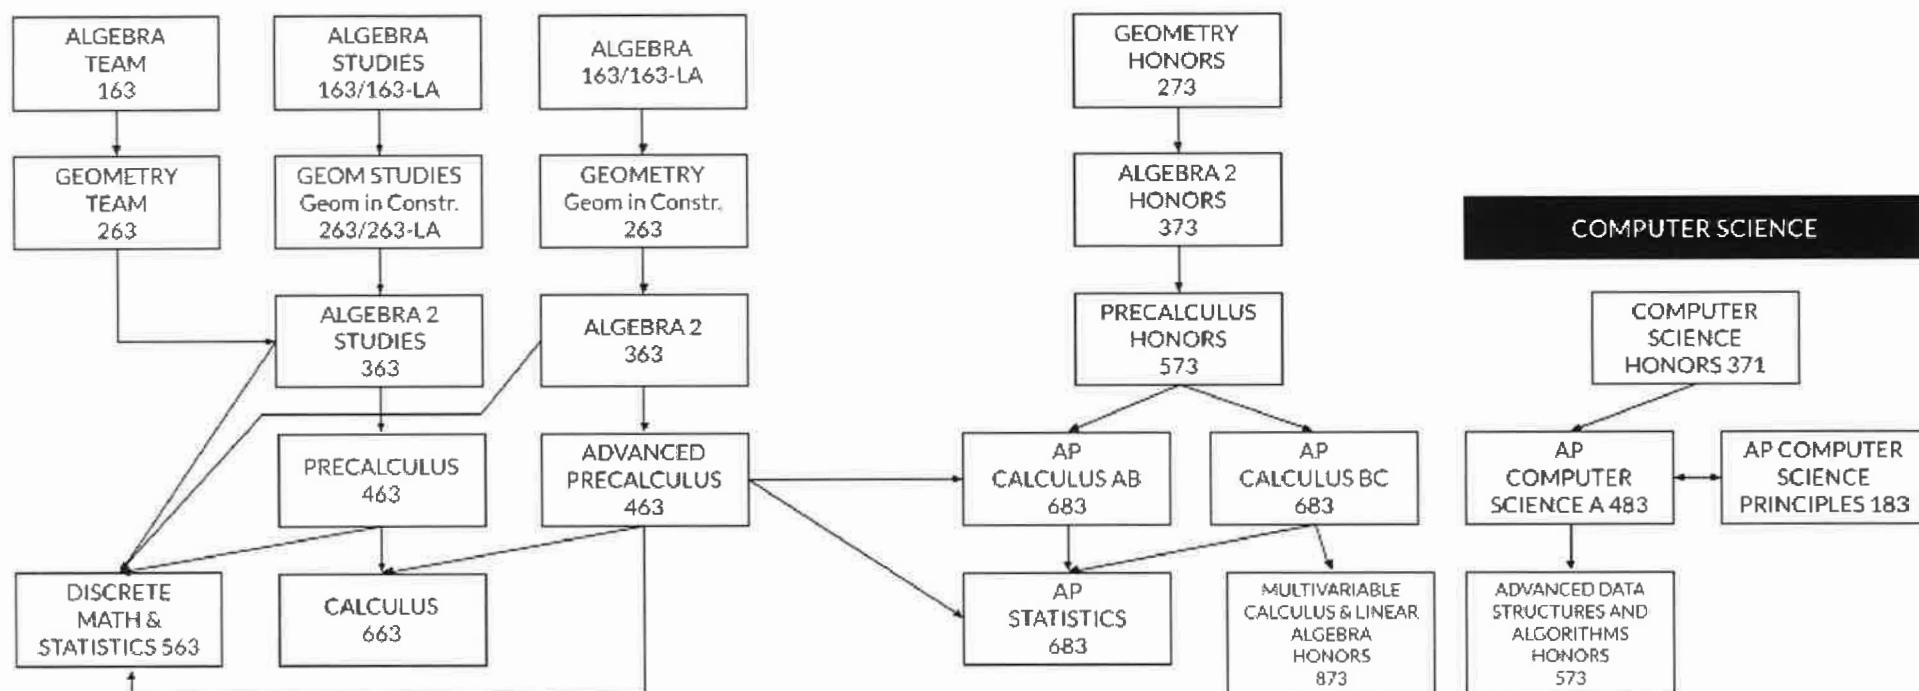 ALGEBRA
TEAM
163
ALGEBRA
STUDIES
163/163-LA
ALGEBRA
163/163-LA
GEOMETRY
HONORS
273
GEOMETRY
TEAM
263
GEOM STUDIES
Geom in Constr.
263/263-LA
GEOMETRY
Geom in Constr.
263
ALGEBRA 2
HONORS
373
COMPUTER SCIENCE
ALGEBRA 2
STUDIES
363
ALGEBRA 2
363
PRECALCULUS
HONORS
573
COMPUTER
SCIENCE
HONORS 371
PRECALCULUS
463
ADVANCED
PRECALCULUS
463
AP
CALCULUS AB
683
AP
CALCULUS BC
683
AP
COMPUTER
SCIENCE A 483
AP COMPUTER
SCIENCE
PRINCIPLES 183
DISCRETE
MATH &
STATISTICS 563
CALCULUS
663
AP
STATISTICS
683
MULTIVARIABLE
CALCULUS & LINEAR
ALGEBRA
HONORS
873
ADVANCED DATA
STRUCTURES AND
ALGORITHMS
HONORS
573